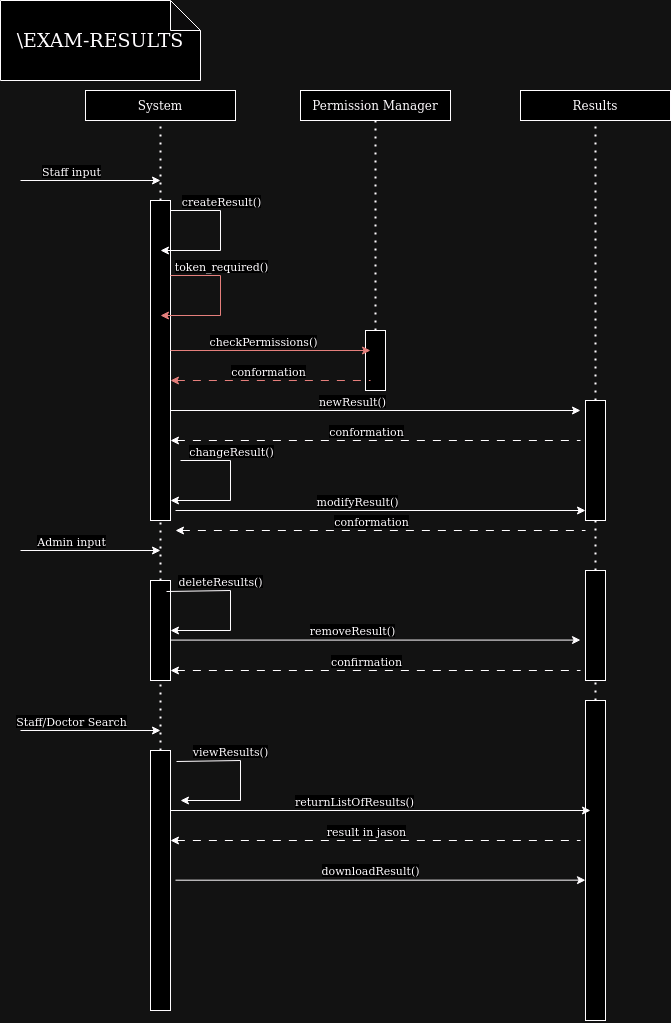 \EXAM-RESULTS
System
Permission Manager
Results
Staff input
createResult()
token_required()
checkPermissions()
conformation
newResult()
conformation
changeResult()
modifyResult()
conformation
Admin input
deleteResults()
removeResult()
confirmation
Staff/Doctor Search
viewResults()
returnListOfResults()
result in jason
downloadResult()